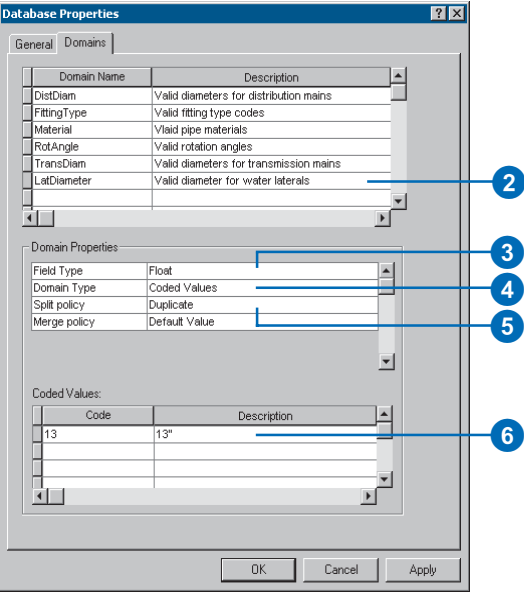 Database Properties
General Domains
Domain Name Description
DistDiam Valid diameters for distribution mains
FittingType Valid fitting type codes
Material Vlaid pipe materials
RotAngle Valid rotation angles
TransDiam Valid diameters for transmission mains
LatDiameter Valid diameter for water laterals
2
Domain Properties
3
Field Type Float
Domain Type Coded Values
4
Split policy Duplicate
5
Merge policy Default Value
Coded Values:
Code Description
13 13"
6
OK Cancel Apply